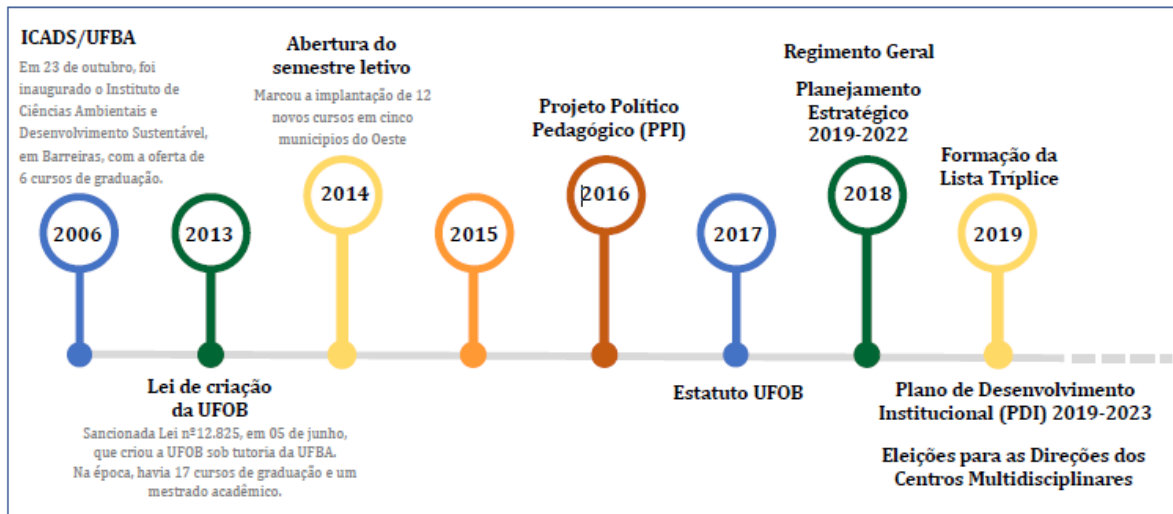 ICADS/UFBA
Em 23 de outubro, foi
inaugurado o Instituto de
Ciências Ambientais e
Desenvolvimento Sustentável,
em Barreiras, com a oferta de
6 cursos de graduação.
2006
2013
Lei de criação
da UFOB
Sancionada Lei nº12.825, em 05 de junho,
que criou a UFOB sob tutoria da UFBA.
Na época, havia 17 cursos de graduação e um
mestrado acadêmico.
Abertura do
semestre letivo
Marcou a implantação de 12
novos cursos em cinco
municipios do Oeste
2014
2015
Projeto Político
Pedagógico (PPI)
2016
2017
Estatuto UFOB
Regimento Geral
Planejamento
Estratégico
2019-2022
2018
Formação da
Lista Tríplice
2019
Plano de Desenvolvimento
Institucional (PDI) 2019-2023
Eleições para as Direções dos
Centros Multidisciplinares